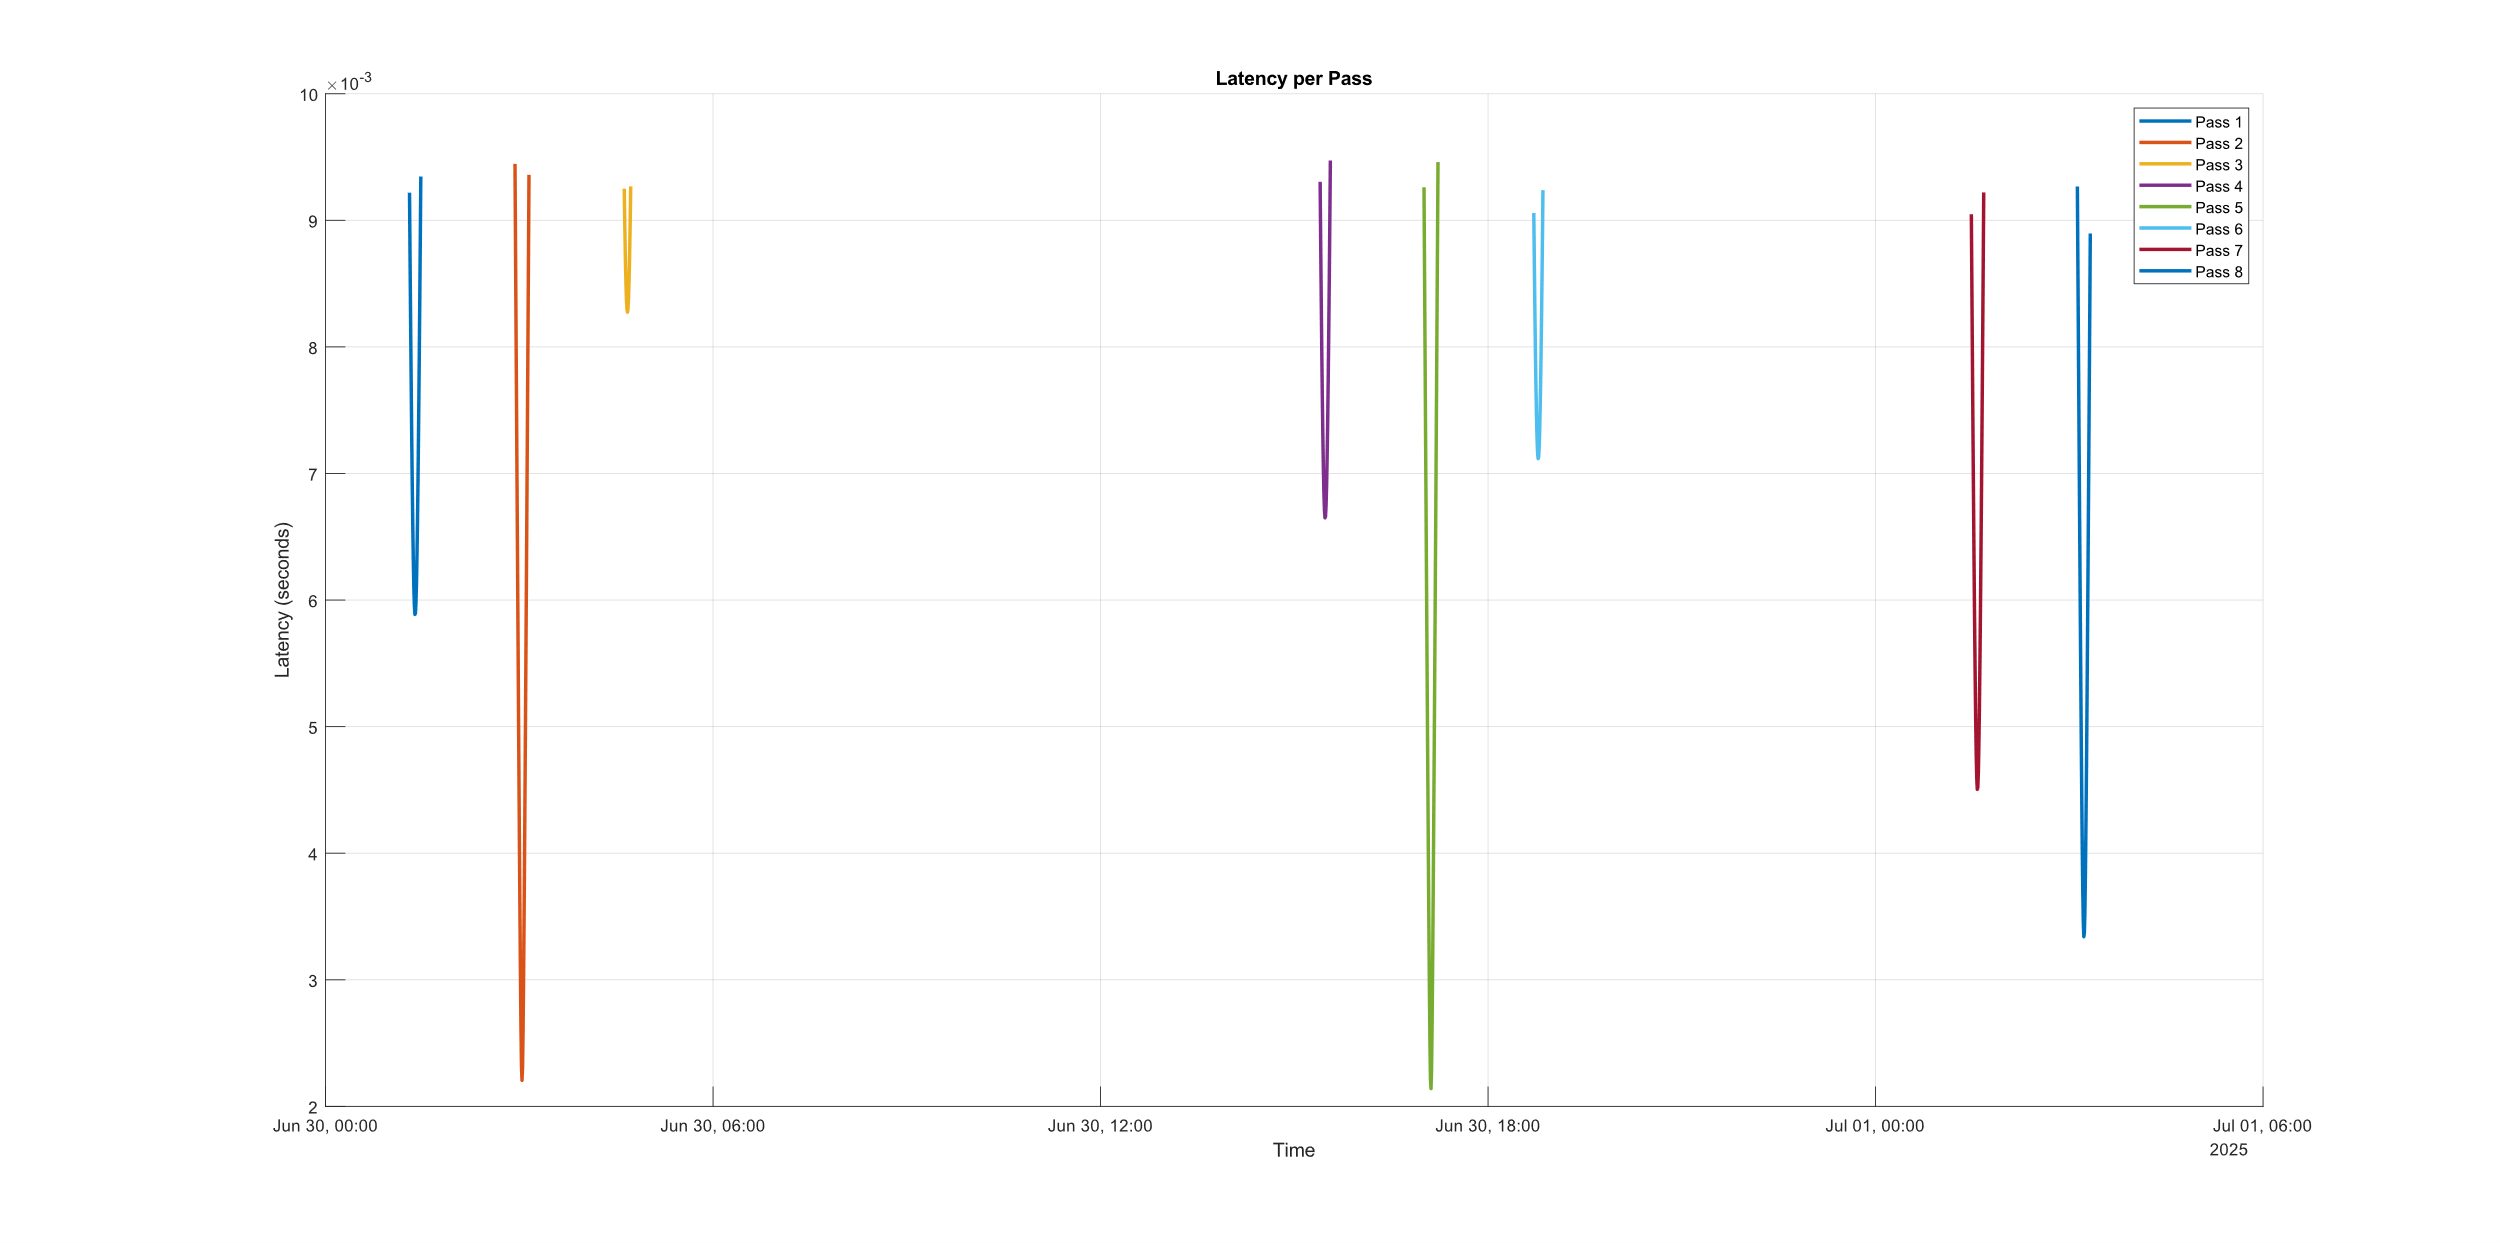 Latency per Pass
×10-3
10
9
8
7
6
5
4
3
2
Latency (seconds)
Pass 1
Pass 2
Pass 3
Pass 4
Pass 5
Pass 6
Pass 7
Pass 8
Jun 30, 00:00
Jun 30, 06:00
Jun 30, 12:00
Jun 30, 18:00
Jul 01, 00:00
Jul 01, 06:00
2025
Time